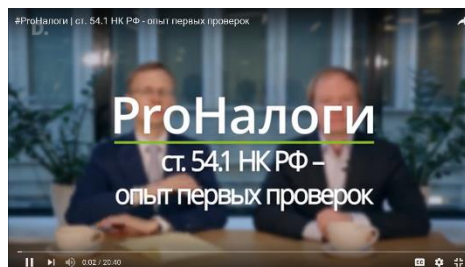 #ProНалоги | ст. 54.1 НК РФ - опыт первых проверок
D.
ProНалоги
ст. 54.1 НК РФ –
опыт первых проверок
0:02 / 20:40